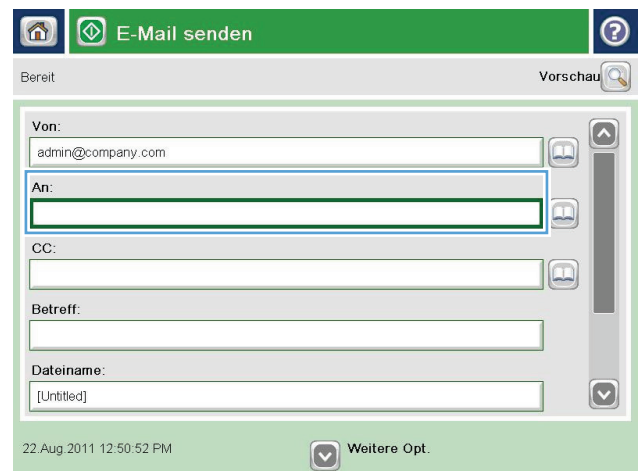 E-Mail senden
Bereit
Vorschau
Von:
admin@company.com
An:
CC:
Betreff:
Dateiname:
[Untitled]
22.Aug.2011 12:50:52 PM
Weitere Opt.